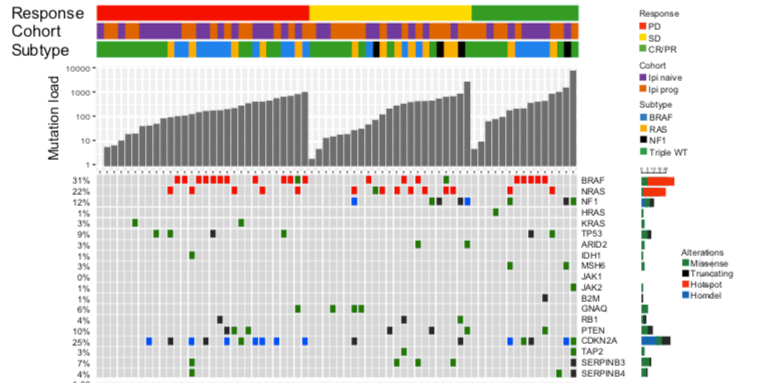 Response
Cohort
Subtype
Mutation load
10000
1000
100
10
1
31% BRAF
22% NRAS
12% NF1
1% HRAS
3% KRAS
9% TP53
3% ARID2
1% IDH1
3% MSH6
0% JAK1
1% JAK2
1% B2M
6% GNAQ
4% RB1
10% PTEN
25% CDKN2A
3% TAP2
7% SERPINB3
4% SERPINB4
Response
PD
SD
CR/PR
Cohort
Ipi naive
Ipi prog
Subtype
BRAF
RAS
NF1
Triple WT
Alterations
Missense
Truncating
Hotspot
Homdel